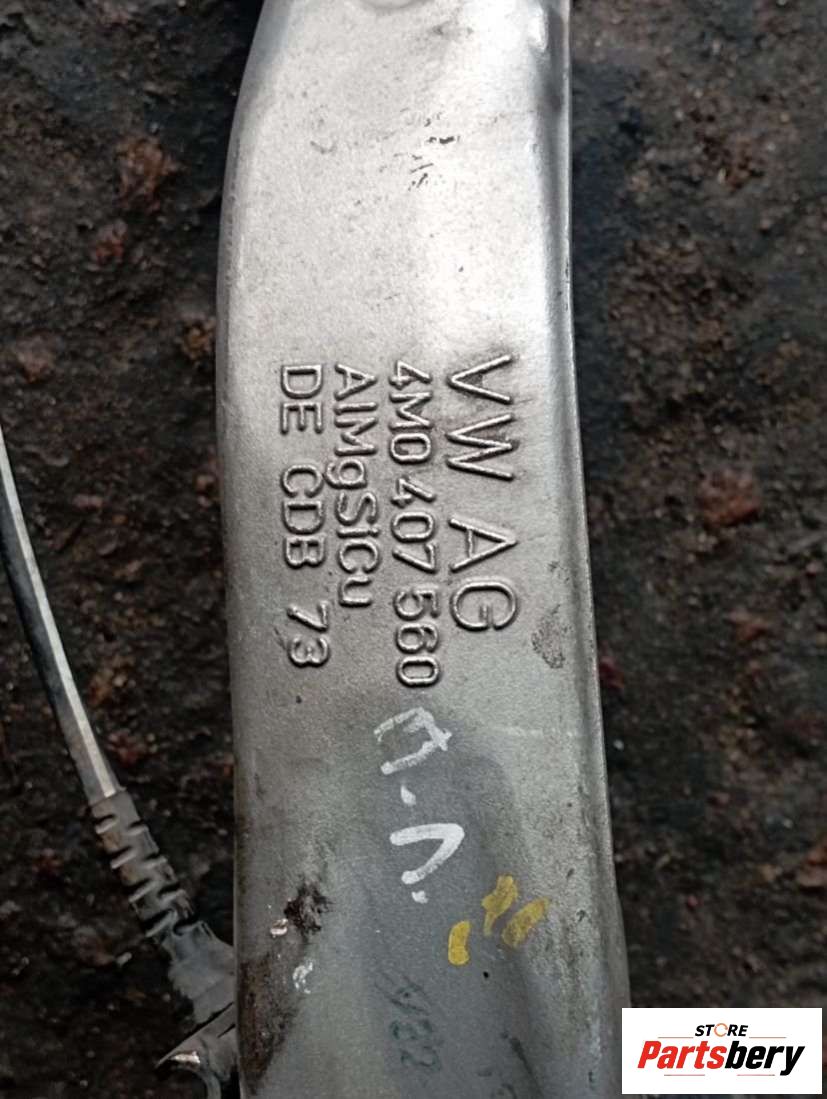 VW AG
4M0 407 560
AlMgSiCu
DE CDB 73
STORE
Partsbery